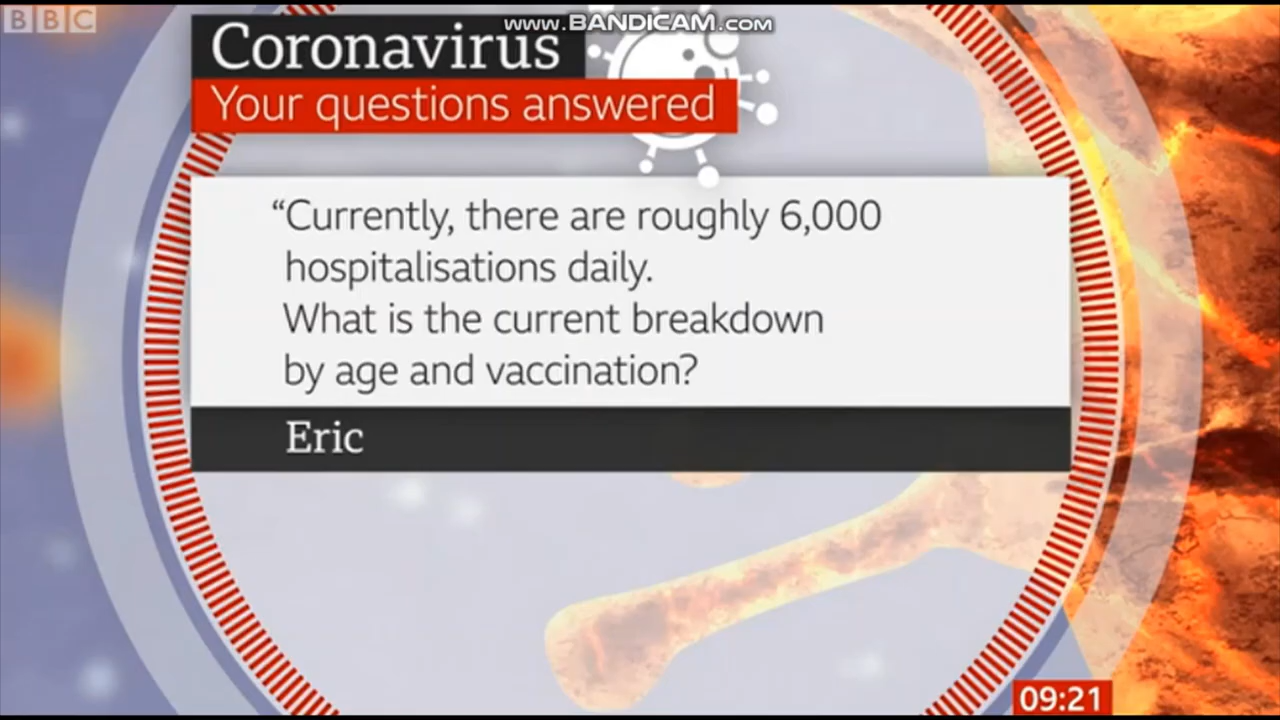 BBC
www.BANDICAM.com
Coronavirus
Your questions answered
“Currently, there are roughly 6,000
hospitalisations daily.
What is the current breakdown
by age and vaccination?
Eric
09:21